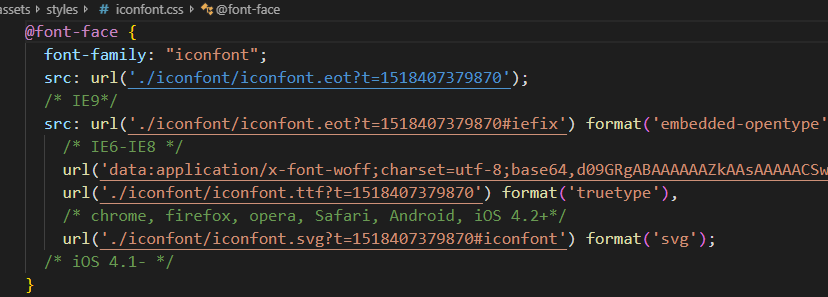 assets > styles > # iconfont.css > @font-face
@font-face {
font-family: "iconfont";
src: url('./iconfont/iconfont.eot?t=1518407379870');
/* IE9*/
src: url('./iconfont/iconfont.eot?t=1518407379870#iefix') format('embedded-opentype'
/* IE6-IE8 */
url('data:application/x-font-woff;charset=utf-8;base64,d09GRgABAAAAAAZkAAsAAAAACSw
url('./iconfont/iconfont.ttf?t=1518407379870') format('truetype'),
/* chrome, firefox, opera, Safari, Android, iOS 4.2+*/
url('./iconfont/iconfont.svg?t=1518407379870#iconfont') format('svg');
/* iOS 4.1- */
}